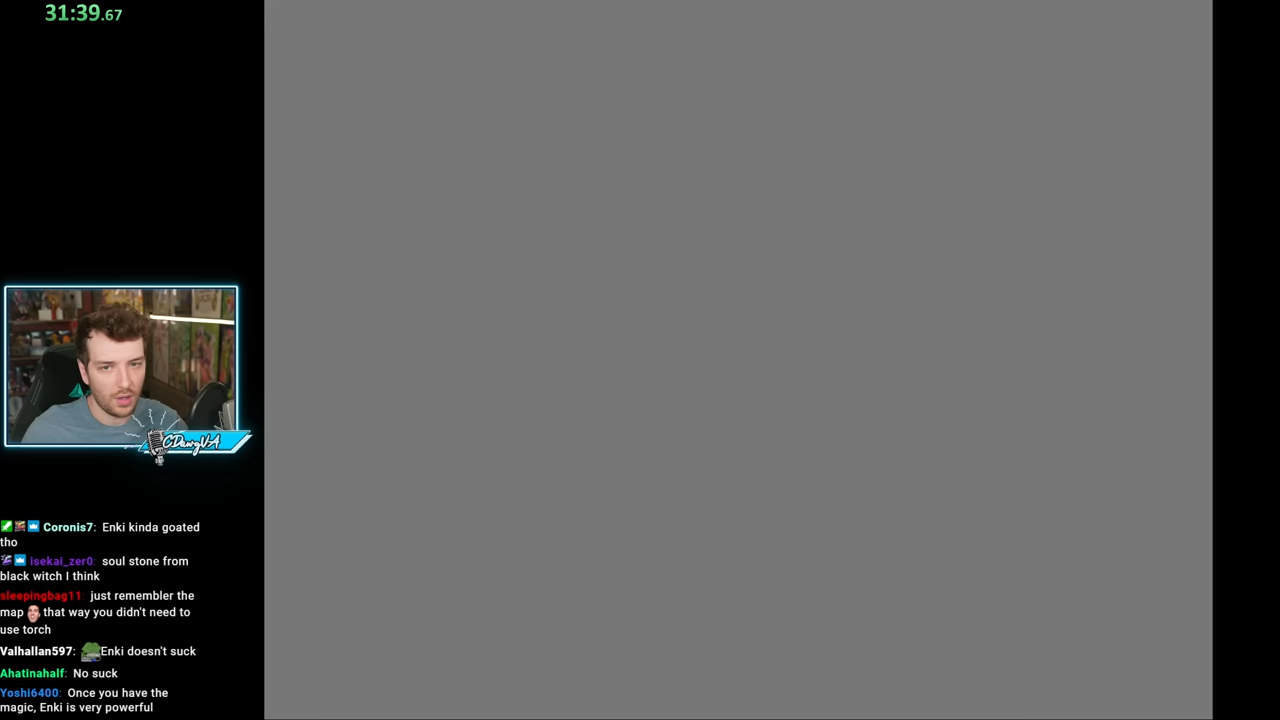 31:39.67
CDawgVA
Coronis7: Enki kinda goated
tho
isekai_zer0: soul stone from
black witch I think
sleepingbag11: just remember the
map that way you didn't need to
use torch
Valhallan597: Enki doesn't suck
Ahatinahalf: No suck
Yoshi6400: Once you have the
magic, Enki is very powerful